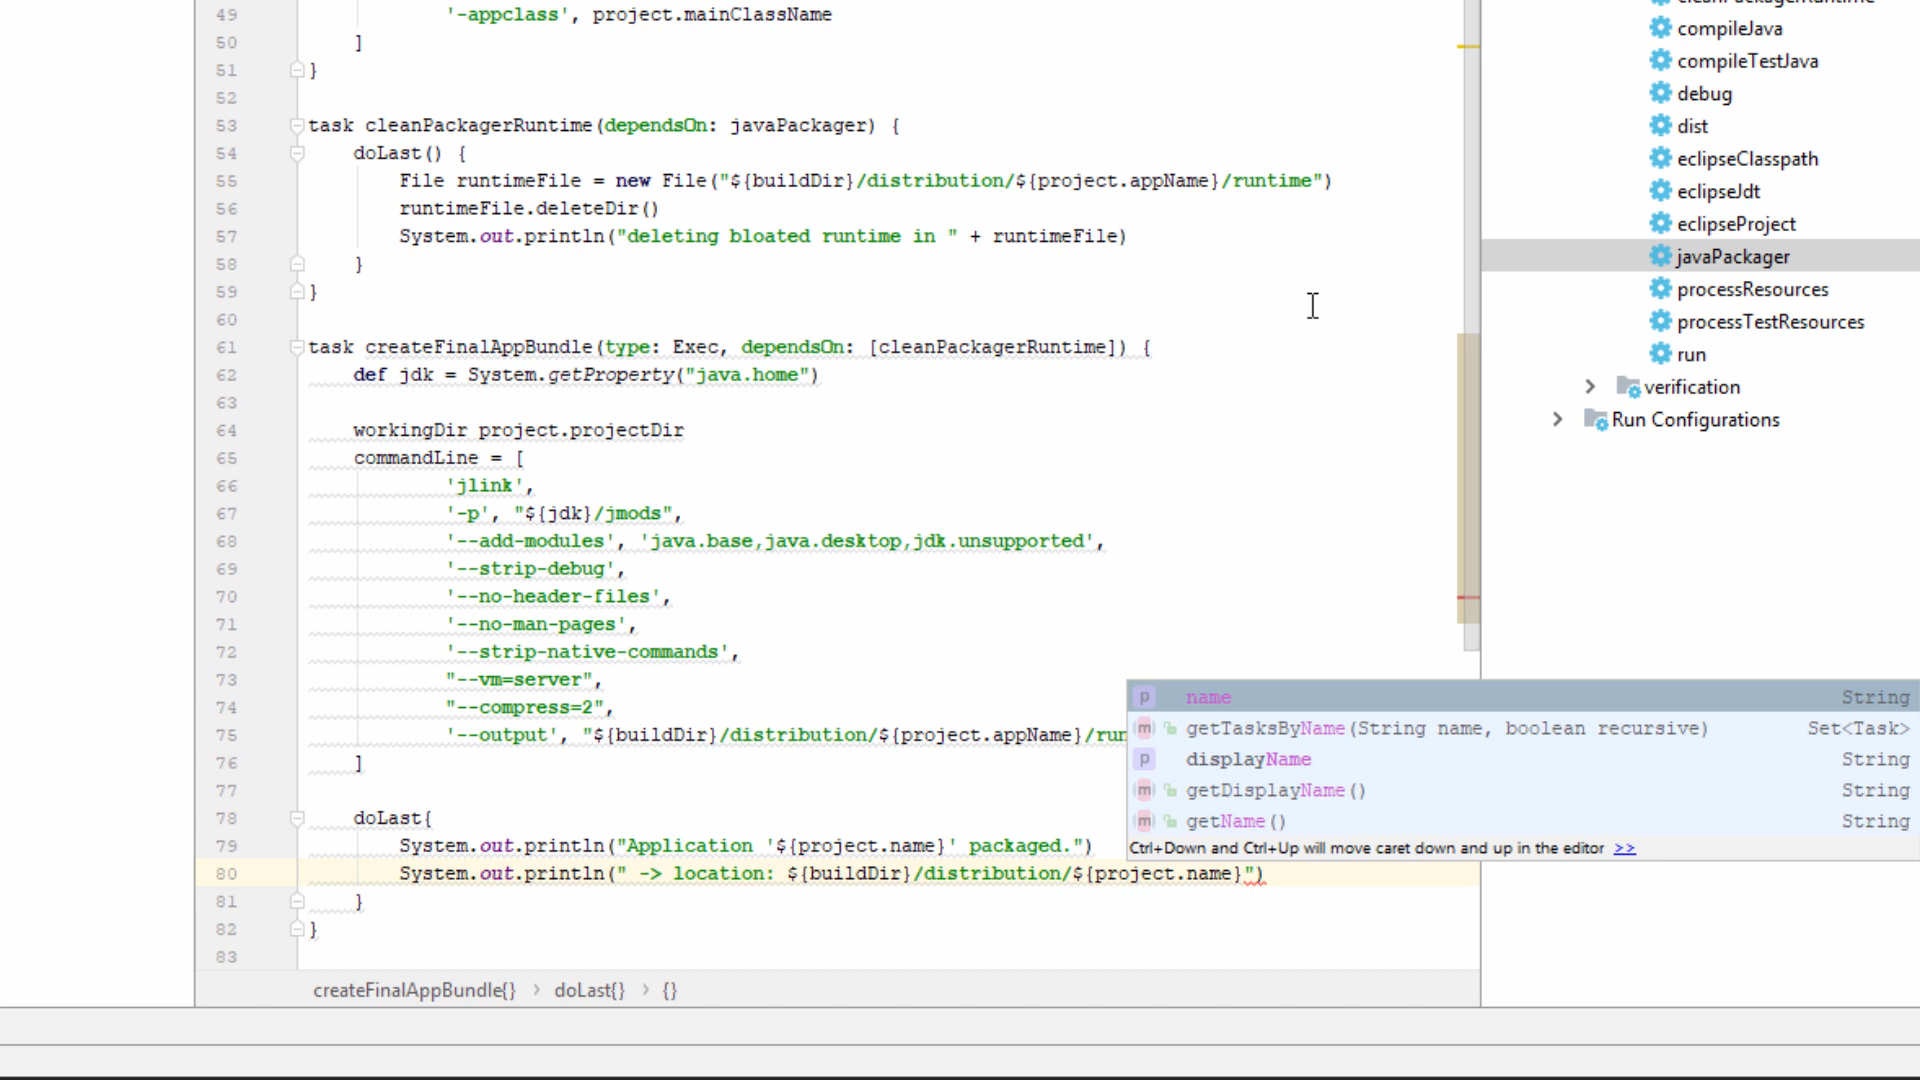 49 '-appclass', project.mainClassName
50 ]
51 }
52
53 task cleanPackagerRuntime(dependsOn: javaPackager) {
54 doLast() {
55 File runtimeFile = new File("${buildDir}/distribution/${project.appName}/runtime")
56 runtimeFile.deleteDir()
57 System.out.println("deleting bloated runtime in " + runtimeFile)
58 }
59 }
60
61 task createFinalAppBundle(type: Exec, dependsOn: [cleanPackagerRuntime]) {
62 def jdk = System.getProperty("java.home")
63
64 workingDir project.projectDir
65 commandLine = [
66 'jlink',
67 '-p', "${jdk}/jmods",
68 '--add-modules', 'java.base,java.desktop,jdk.unsupported',
69 '--strip-debug',
70 '--no-header-files',
71 '--no-man-pages',
72 '--strip-native-commands',
73 "--vm=server",
74 "--compress=2",
75 '--output', "${buildDir}/distribution/${project.appName}/run
76 ]
77
78 doLast{
79 System.out.println("Application '${project.name}' packaged.")
80 System.out.println(" -> location: ${buildDir}/distribution/${project.name}")
81 }
82 }
83
createFinalAppBundle{} > doLast{} > {}
p name String
m getTasksByName(String name, boolean recursive) Set<Task>
p displayName String
m getDisplayName() String
m getName() String
Ctrl+Down and Ctrl+Up will move caret down and up in the editor >>
cleanPackagerRuntime
compileJava
compileTestJava
debug
dist
eclipseClasspath
eclipseJdt
eclipseProject
javaPackager
processResources
processTestResources
run
verification
Run Configurations